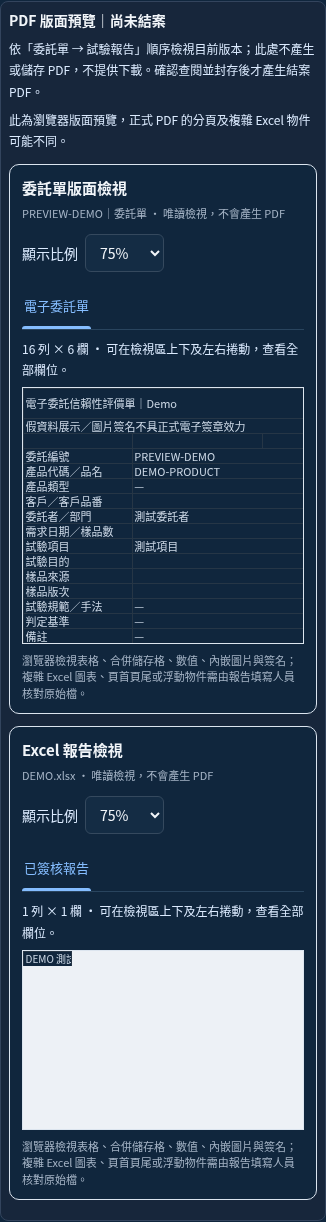 PDF 版面預覽｜尚未結案
依「委託單 → 試驗報告」順序檢視目前版本；此處不產生
或儲存 PDF，不提供下載。確認查閱並封存後才產生結案
PDF。
此為瀏覽器版面預覽，正式 PDF 的分頁及複雜 Excel 物件
可能不同。
委託單版面檢視
PREVIEW-DEMO｜委託單 · 唯讀檢視，不會產生 PDF
顯示比例 75%
電子委託單
16 列 × 6 欄 · 可在檢視區上下及左右捲動，查看全
部欄位。
電子委託信賴性評價單｜Demo
假資料展示／圖片簽名不具正式電子簽章效力
委託編號 PREVIEW-DEMO
產品代碼／品名 DEMO-PRODUCT
產品類型 —
客戶／客戶品番
委託者／部門 測試委託者
需求日期／樣品數
試驗項目 測試項目
試驗目的
樣品來源
樣品版次
試驗規範／手法 —
判定基準 —
備註 —
瀏覽器檢視表格、合併儲存格、數值、內嵌圖片與簽名；
複雜 Excel 圖表、頁首頁尾或浮動物件需由報告填寫人員
核對原始檔。
Excel 報告檢視
DEMO.xlsx · 唯讀檢視，不會產生 PDF
顯示比例 75%
已簽核報告
1 列 × 1 欄 · 可在檢視區上下及左右捲動，查看全部
欄位。
DEMO 測
瀏覽器檢視表格、合併儲存格、數值、內嵌圖片與簽名；
複雜 Excel 圖表、頁首頁尾或浮動物件需由報告填寫人員
核對原始檔。